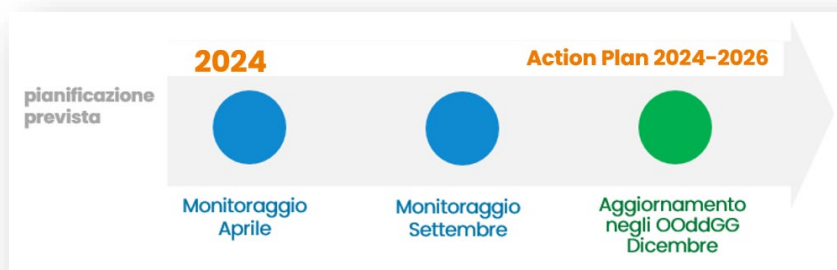 2024
Action Plan 2024-2026
pianificazione
prevista
Monitoraggio
Aprile
Monitoraggio
Settembre
Aggiornamento
negli OOddGG
Dicembre